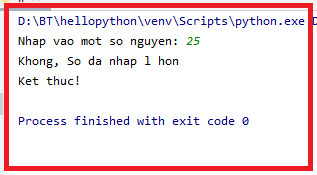 D:\BT\hellopython\venv\Scripts\python.exe
Nhap vao mot so nguyen: 25
Khong, So da nhap l hon
Ket thuc!
Process finished with exit code 0